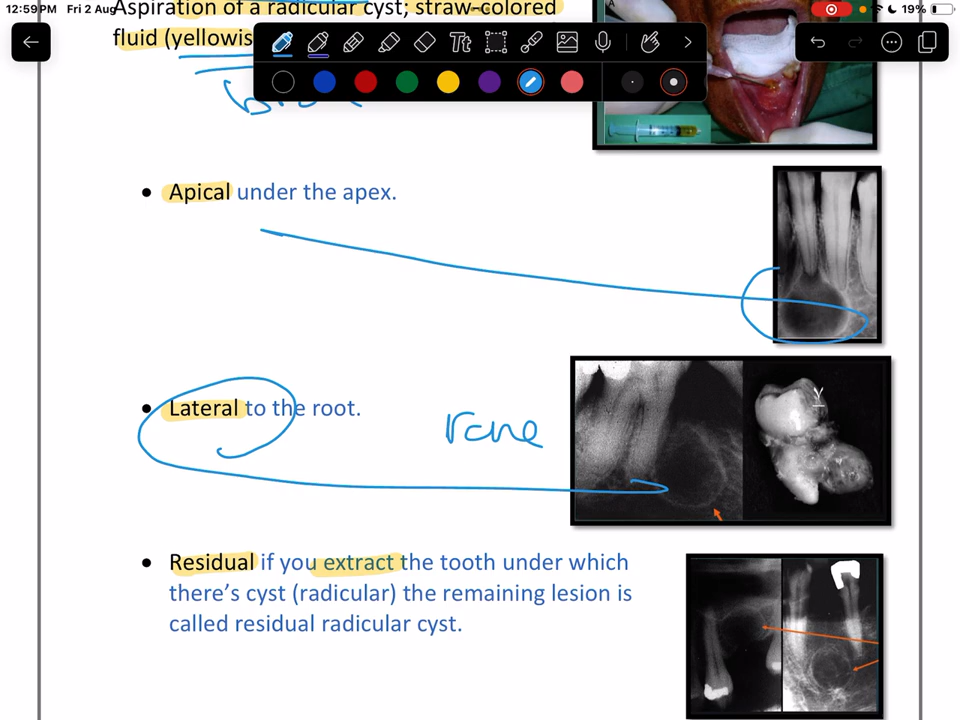 12:59 PM Fri 2 Aug
19%
Aspiration of a radicular cyst; straw-colored
fluid (yellowis
Tt
A
• Apical under the apex.
• Lateral to the root.
rare
Y
• Residual if you extract the tooth under which
there's cyst (radicular) the remaining lesion is
called residual radicular cyst.